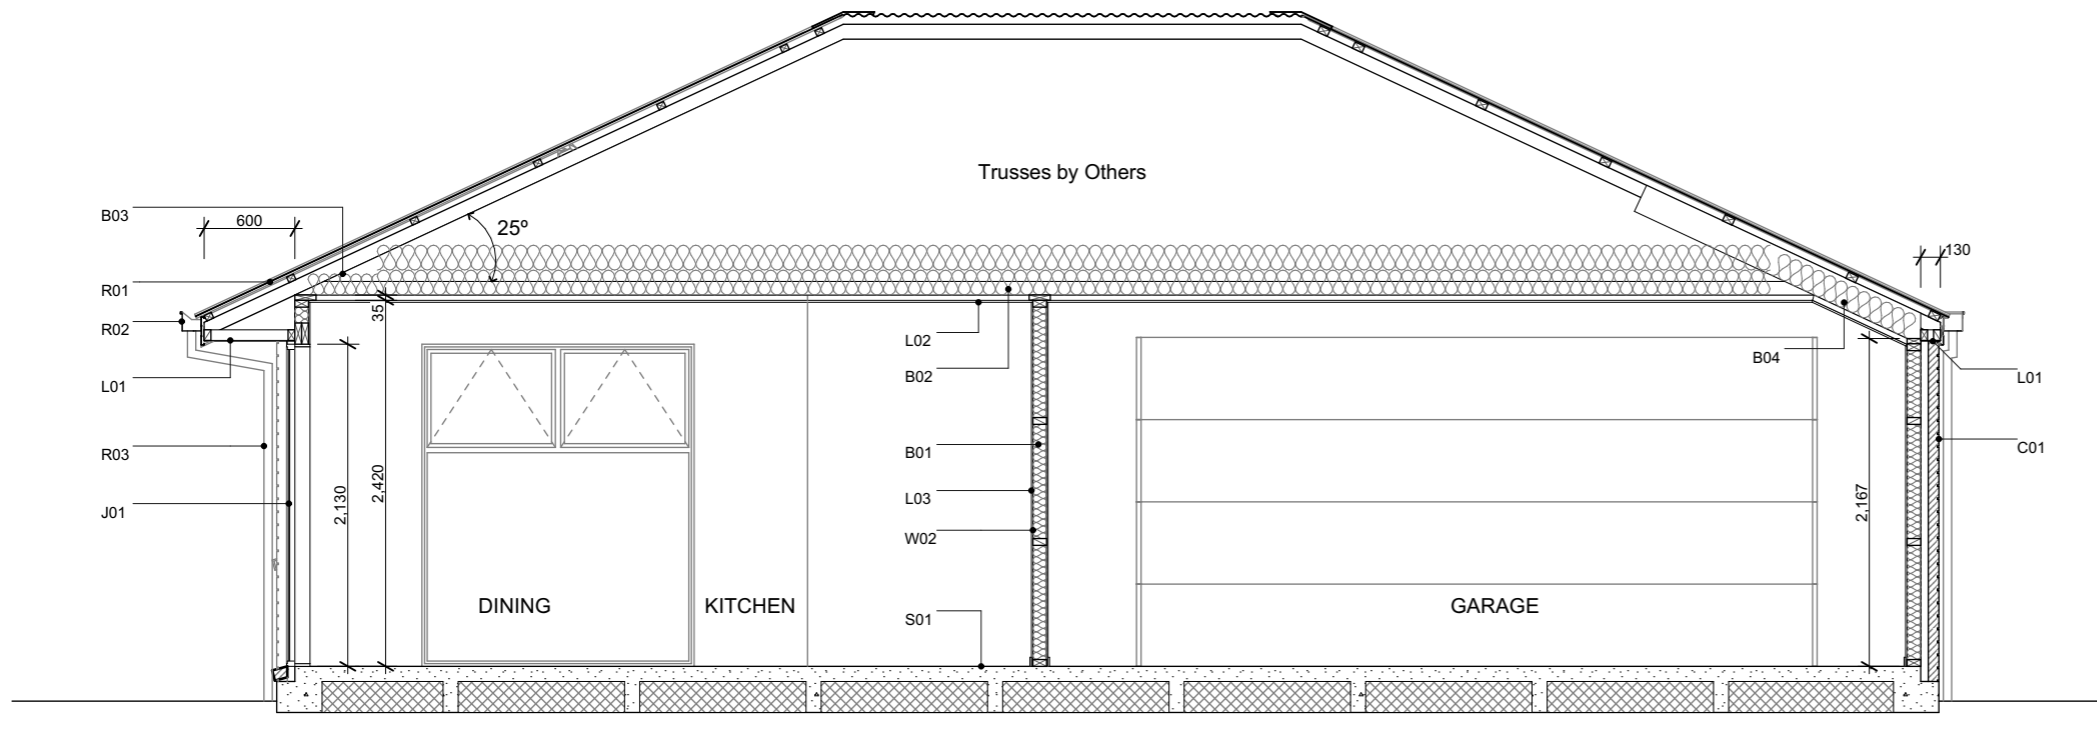 Trusses by Others
B03
600
25º
130
R01
R02
35
L02
B02
B04
L01
L01
R03
2,130
2,420
B01
2,167
C01
J01
L03
W02
DINING
KITCHEN
S01
GARAGE